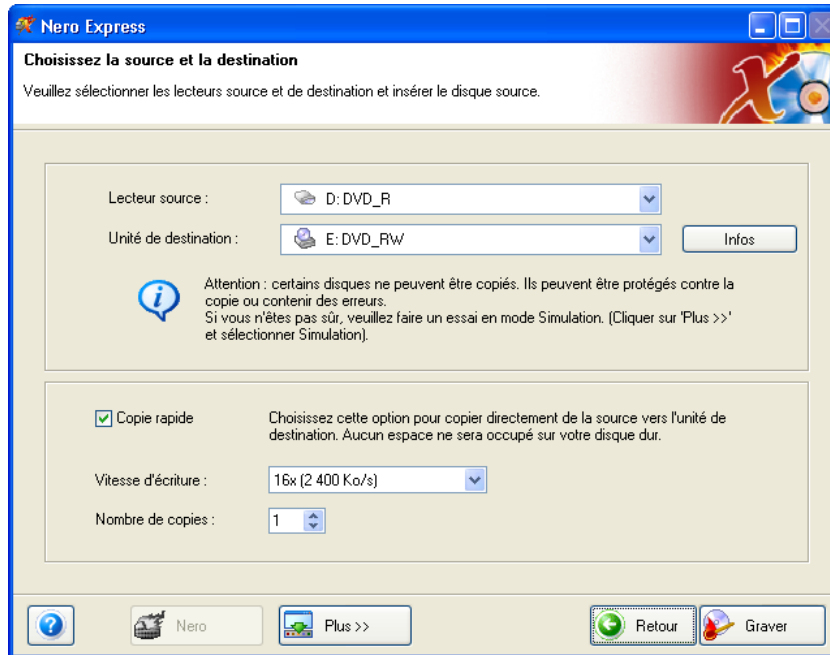 Nero Express
Choisissez la source et la destination
Veuillez sélectionner les lecteurs source et de destination et insérer le disque source.
Lecteur source :
D: DVD_R
Unité de destination :
E: DVD_RW
Infos
Attention : certains disques ne peuvent être copiés. Ils peuvent être protégés contre la
copie ou contenir des erreurs.
Si vous n'êtes pas sûr, veuillez faire un essai en mode Simulation. (Cliquer sur 'Plus >>'
et sélectionner Simulation).
Copie rapide
Choisissez cette option pour copier directement de la source vers l'unité de
destination. Aucun espace ne sera occupé sur votre disque dur.
Vitesse d'écriture :
16x (2 400 Ko/s)
Nombre de copies :
1
Nero
Plus >>
Retour
Graver